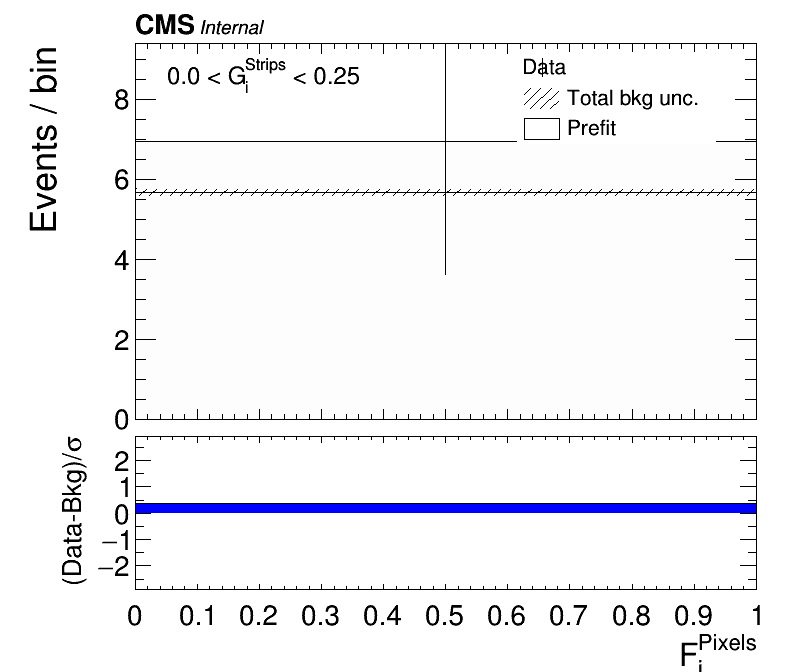 CMS Internal
Events / bin
0.0 < G_i^Strips < 0.25
Data
Total bkg unc.
Prefit
8
6
4
2
0
(Data-Bkg)/σ
2
1
0
−1
−2
0 0.1 0.2 0.3 0.4 0.5 0.6 0.7 0.8 0.9 1
F_i^Pixels